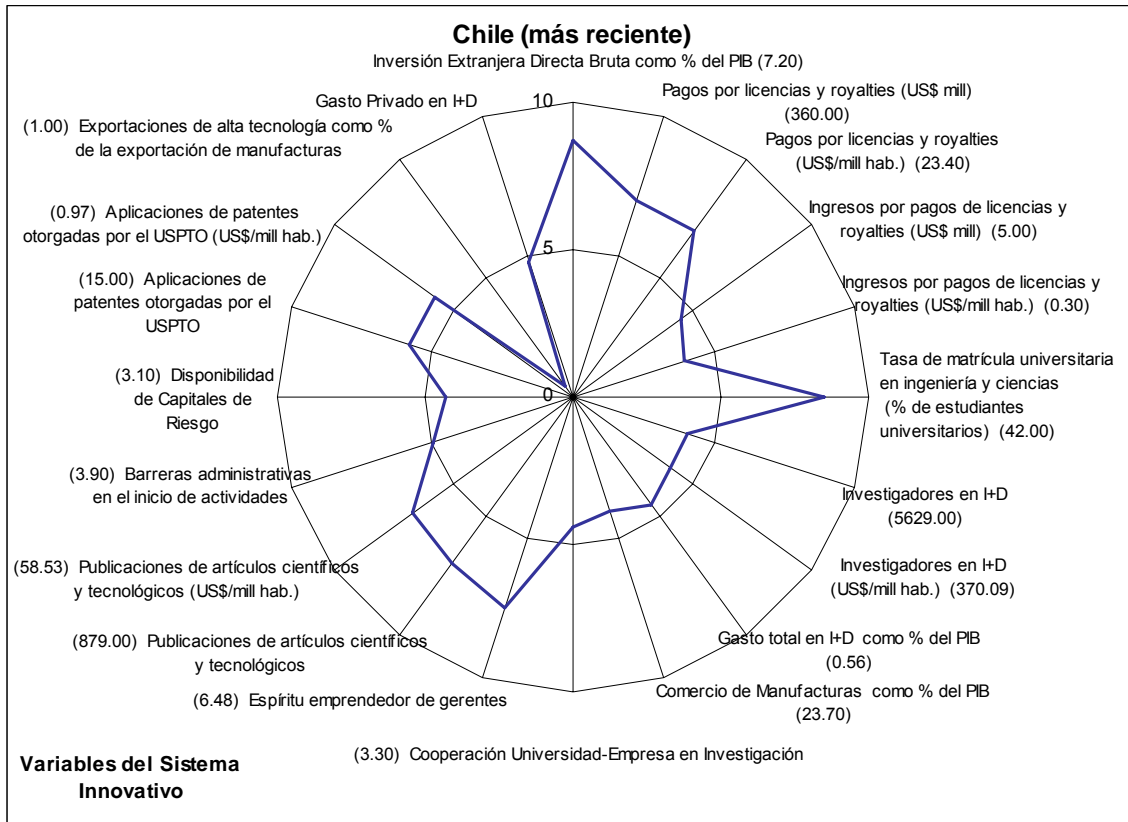 Chile (más reciente)
Inversión Extranjera Directa Bruta como % del PIB (7.20)
Pagos por licencias y royalties (US$ mill)
(360.00)
Pagos por licencias y royalties
(US$/mill hab.) (23.40)
Ingresos por pagos de licencias y
royalties (US$ mill) (5.00)
Ingresos por pagos de licencias y
royalties (US$/mill hab.) (0.30)
Tasa de matrícula universitaria
en ingeniería y ciencias
(% de estudiantes
universitarios) (42.00)
Investigadores en I+D
(5629.00)
Investigadores en I+D
(US$/mill hab.) (370.09)
Gasto total en I+D como % del PIB
(0.56)
Comercio de Manufacturas como % del PIB
(23.70)
(3.30) Cooperación Universidad-Empresa en Investigación
(6.48) Espíritu emprendedor de gerentes
(879.00) Publicaciones de artículos científicos
y tecnológicos
(58.53) Publicaciones de artículos científicos
y tecnológicos (US$/mill hab.)
(3.90) Barreras administrativas
en el inicio de actividades
(3.10) Disponibilidad
de Capitales de
Riesgo
(15.00) Aplicaciones de
patentes otorgadas por el
USPTO
(0.97) Aplicaciones de patentes
otorgadas por el USPTO (US$/mill hab.)
(1.00) Exportaciones de alta tecnología como %
de la exportación de manufacturas
Gasto Privado en I+D
10
5
0
Variables del Sistema
Innovativo